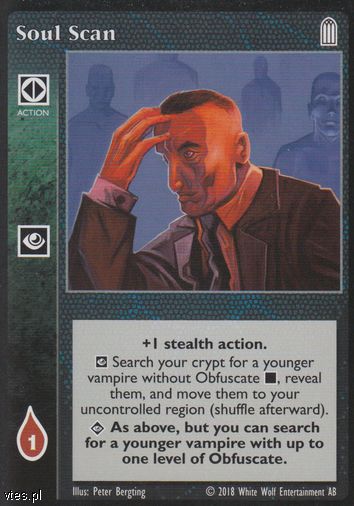 Soul Scan
ACTION
+1 stealth action.
Search your crypt for a younger
vampire without Obfuscate , reveal
them, and move them to your
uncontrolled region (shuffle afterward).
As above, but you can search
for a younger vampire with up to
one level of Obfuscate.
1
Illus: Peter Bergting © 2018 White Wolf Entertainment AB
vtes.pl